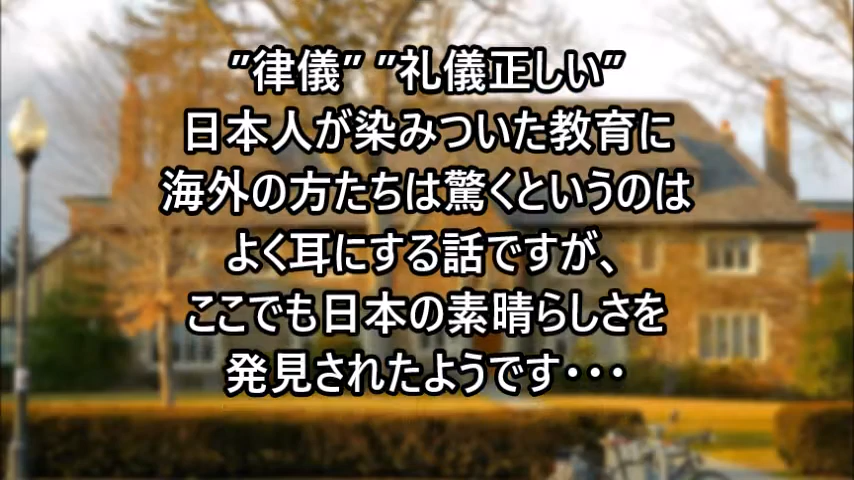 ”律儀” ”礼儀正しい”
日本人が染みついた教育に
海外の方たちは驚くというのは
よく耳にする話ですが、
ここでも日本の素晴らしさを
発見されたようです・・・